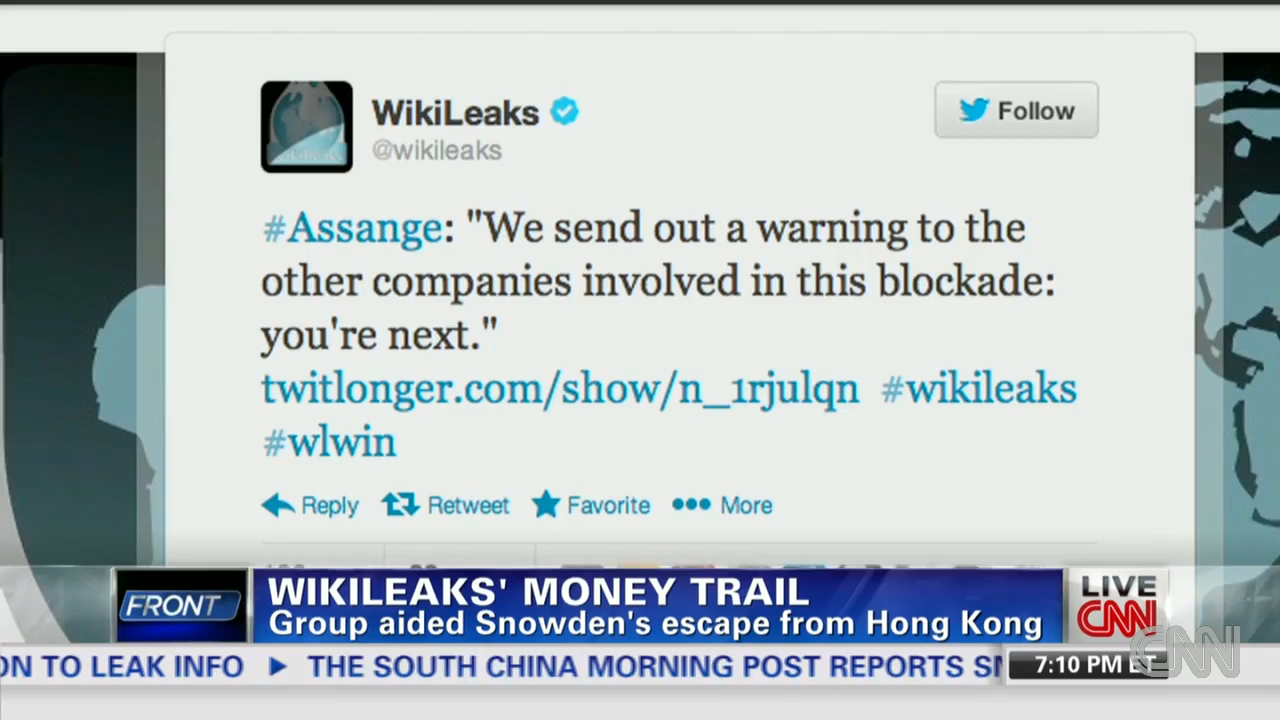 WikiLeaks
@wikileaks
Follow
#Assange: "We send out a warning to the
other companies involved in this blockade:
you're next."
twitlonger.com/show/n_1rjulqn #wikileaks
#wlwin
Reply Retweet Favorite More
FRONT
WIKILEAKS' MONEY TRAIL
Group aided Snowden's escape from Hong Kong
LIVE
CNN
ON TO LEAK INFO ▶ THE SOUTH CHINA MORNING POST REPORTS
7:10 PM ET
CNN